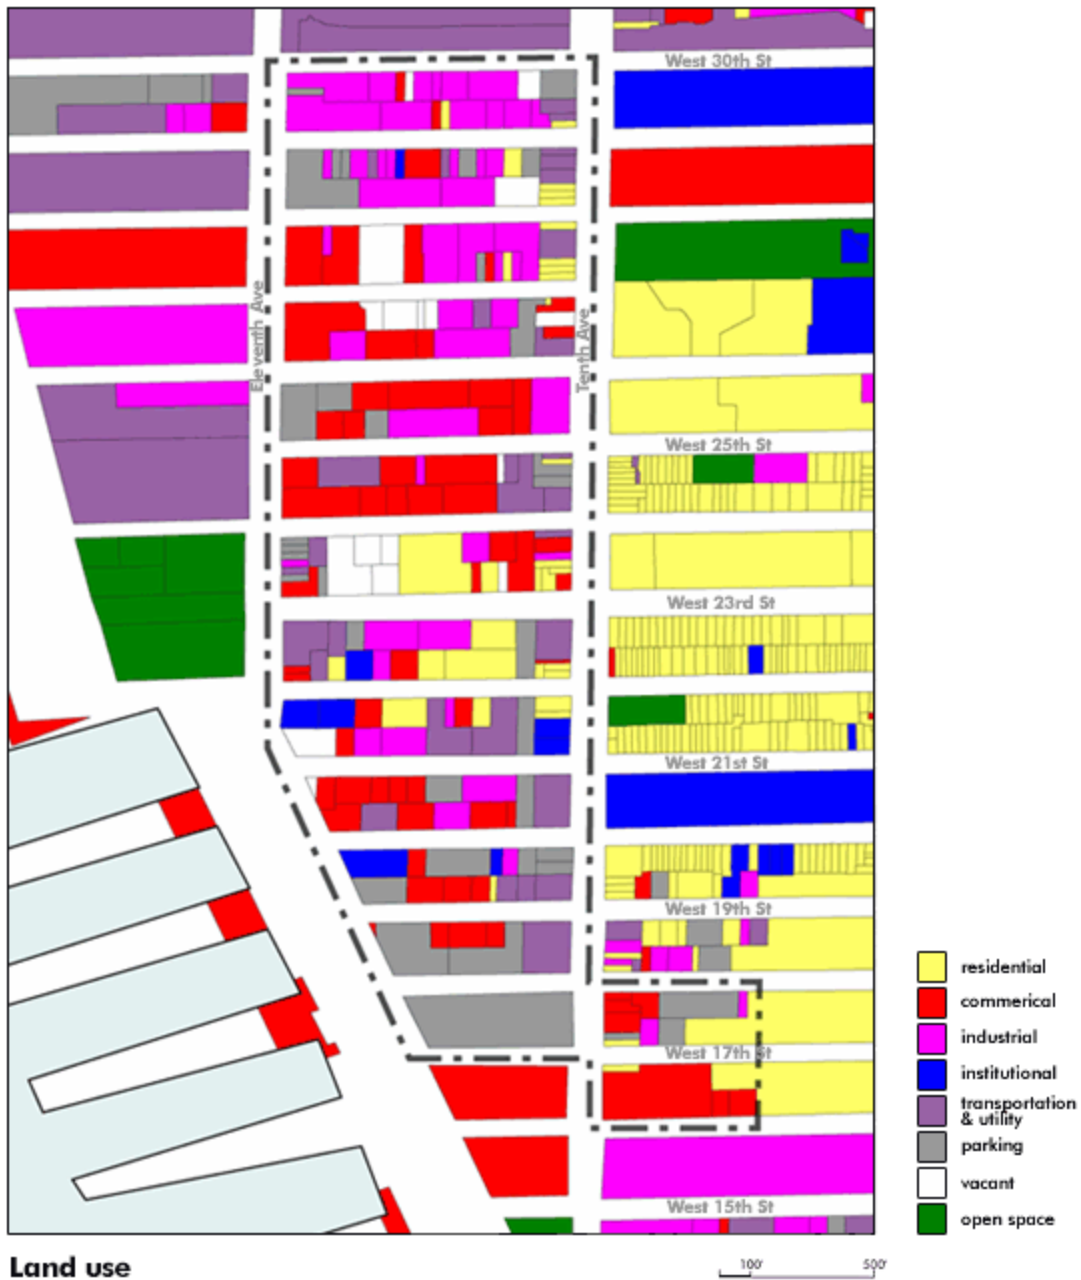 West 30th St
Eleventh Ave
Tenth Ave
West 25th St
West 23rd St
West 21st St
West 19th St
West 17th St
West 15th St
residential
commerical
industrial
institutional
transportation
& utility
parking
vacant
open space
Land use
100'
500'